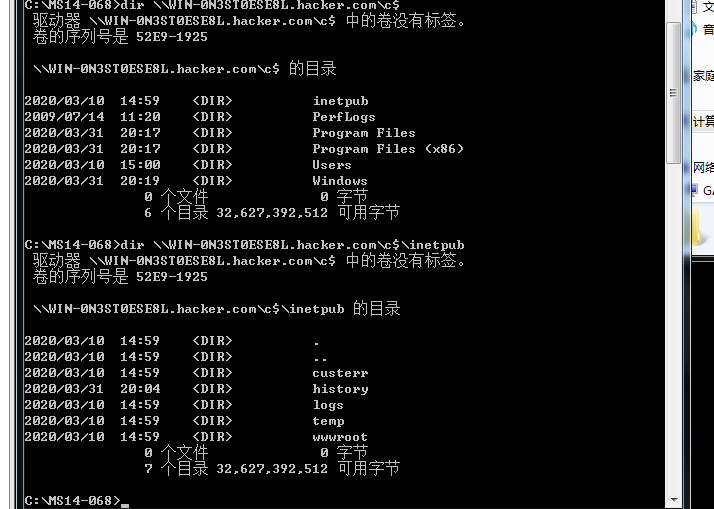 C:\MS14-068>dir \\WIN-0N3ST0ESE8L.hacker.com\c$
驱动器 \\WIN-0N3ST0ESE8L.hacker.com\c$ 中的卷没有标签。
卷的序列号是 52E9-1925
\\WIN-0N3ST0ESE8L.hacker.com\c$ 的目录
2020/03/10  14:59    <DIR>          inetpub
2009/07/14  11:20    <DIR>          PerfLogs
2020/03/31  20:17    <DIR>          Program Files
2020/03/31  20:17    <DIR>          Program Files (x86)
2020/03/10  15:00    <DIR>          Users
2020/03/31  20:19    <DIR>          Windows
0 个文件              0 字节
6 个目录 32,627,392,512 可用字节
C:\MS14-068>dir \\WIN-0N3ST0ESE8L.hacker.com\c$\inetpub
驱动器 \\WIN-0N3ST0ESE8L.hacker.com\c$ 中的卷没有标签。
卷的序列号是 52E9-1925
\\WIN-0N3ST0ESE8L.hacker.com\c$\inetpub 的目录
2020/03/10  14:59    <DIR>          .
2020/03/10  14:59    <DIR>          ..
2020/03/10  14:59    <DIR>          custerr
2020/03/31  20:04    <DIR>          history
2020/03/10  14:59    <DIR>          logs
2020/03/10  14:59    <DIR>          temp
2020/03/10  14:59    <DIR>          wwwroot
0 个文件              0 字节
7 个目录 32,627,392,512 可用字节
C:\MS14-068>
文
音
家庭
计算
网络